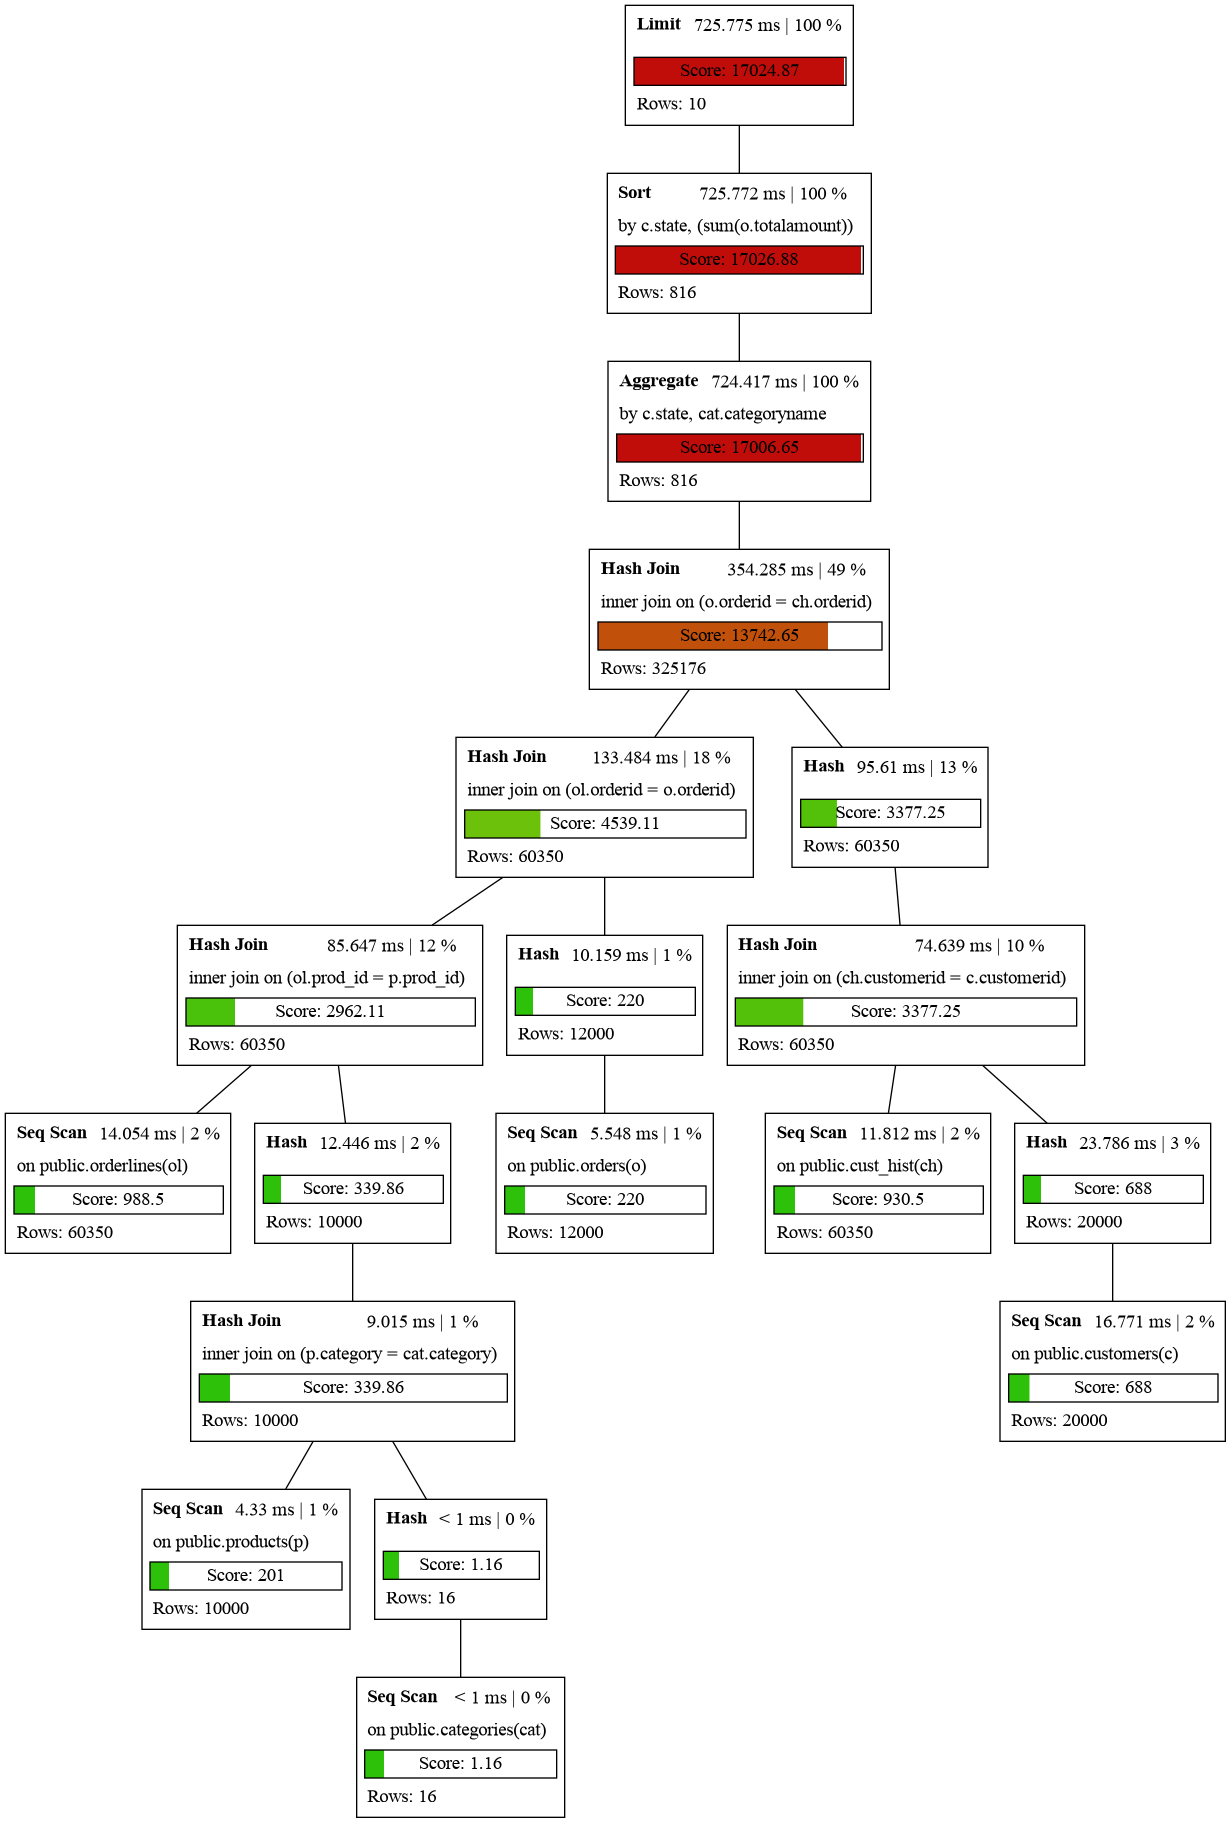 Limit 725.775 ms | 100 %
Score: 17024.87
Rows: 10
Sort 725.772 ms | 100 %
by c.state, (sum(o.totalamount))
Score: 17026.88
Rows: 816
Aggregate 724.417 ms | 100 %
by c.state, cat.categoryname
Score: 17006.65
Rows: 816
Hash Join 354.285 ms | 49 %
inner join on (o.orderid = ch.orderid)
Score: 13742.65
Rows: 325176
Hash Join 133.484 ms | 18 %
inner join on (ol.orderid = o.orderid)
Score: 4539.11
Rows: 60350
Hash 95.61 ms | 13 %
Score: 3377.25
Rows: 60350
Hash Join 85.647 ms | 12 %
inner join on (ol.prod_id = p.prod_id)
Score: 2962.11
Rows: 60350
Hash 10.159 ms | 1 %
Score: 220
Rows: 12000
Hash Join 74.639 ms | 10 %
inner join on (ch.customerid = c.customerid)
Score: 3377.25
Rows: 60350
Seq Scan 14.054 ms | 2 %
on public.orderlines(ol)
Score: 988.5
Rows: 60350
Hash 12.446 ms | 2 %
Score: 339.86
Rows: 10000
Seq Scan 5.548 ms | 1 %
on public.orders(o)
Score: 220
Rows: 12000
Seq Scan 11.812 ms | 2 %
on public.cust_hist(ch)
Score: 930.5
Rows: 60350
Hash 23.786 ms | 3 %
Score: 688
Rows: 20000
Hash Join 9.015 ms | 1 %
inner join on (p.category = cat.category)
Score: 339.86
Rows: 10000
Seq Scan 16.771 ms | 2 %
on public.customers(c)
Score: 688
Rows: 20000
Seq Scan 4.33 ms | 1 %
on public.products(p)
Score: 201
Rows: 10000
Hash < 1 ms | 0 %
Score: 1.16
Rows: 16
Seq Scan < 1 ms | 0 %
on public.categories(cat)
Score: 1.16
Rows: 16